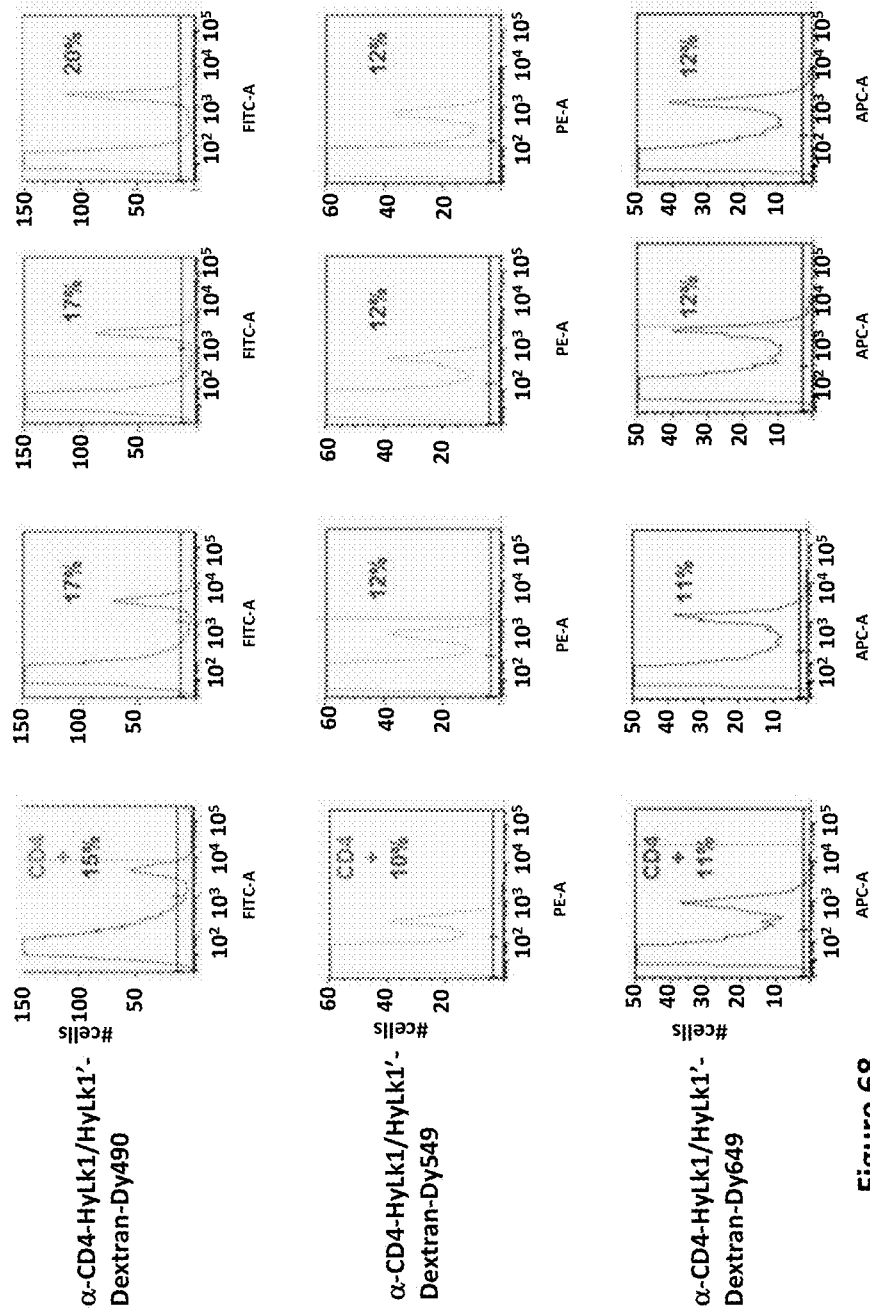 α-CD4-HyLk1/HyLk1’-
Dextran-Dy490
#cells
150
100
50
CD4
+
15%
10² 10³ 10⁴ 10⁵
FITC-A
150
100
50
17%
10² 10³ 10⁴ 10⁵
FITC-A
150
100
50
17%
10² 10³ 10⁴ 10⁵
FITC-A
150
100
50
20%
10² 10³ 10⁴ 10⁵
FITC-A
α-CD4-HyLk1/HyLk1’-
Dextran-Dy549
#cells
60
40
20
CD4
+
10%
10² 10³ 10⁴ 10⁵
PE-A
60
40
20
12%
10² 10³ 10⁴ 10⁵
PE-A
60
40
20
12%
10² 10³ 10⁴ 10⁵
PE-A
60
40
20
12%
10² 10³ 10⁴ 10⁵
PE-A
α-CD4-HyLk1/HyLk1’-
Dextran-Dy649
#cells
50
40
30
20
10
CD4
+
11%
10² 10³ 10⁴ 10⁵
APC-A
50
40
30
20
10
11%
10² 10³ 10⁴ 10⁵
APC-A
50
40
30
20
10
12%
10² 10³ 10⁴ 10⁵
APC-A
50
40
30
20
10
12%
10² 10³ 10⁴ 10⁵
APC-A
Figure 68